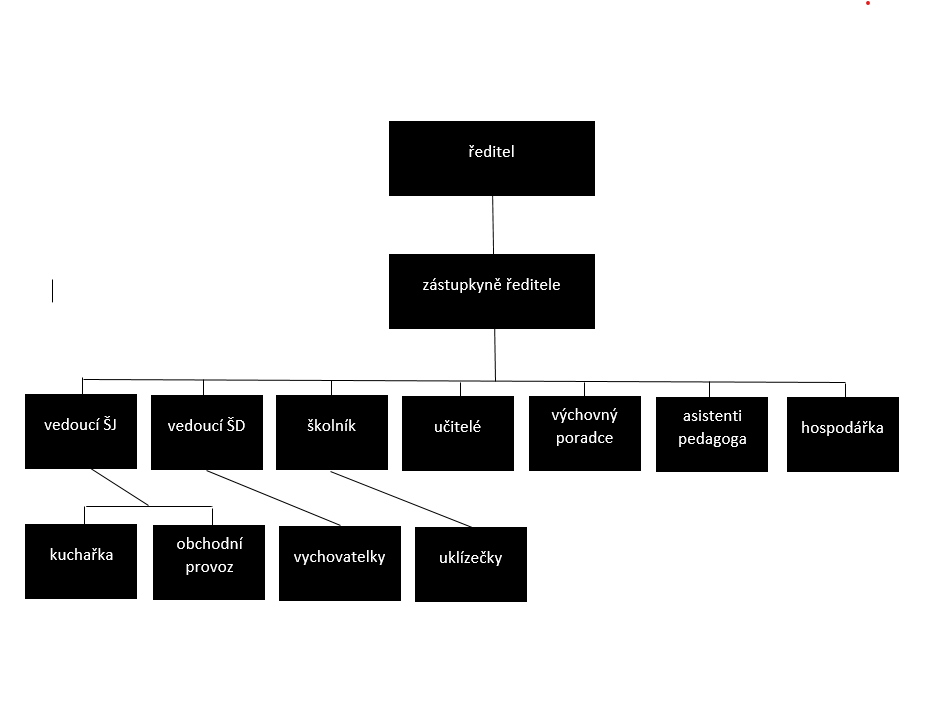 ředitel
zástupkyně ředitele
vedoucí ŠJ
vedoucí ŠD
školník
učitelé
výchovný
poradce
asistenti
pedagoga
hospodářka
kuchařka
obchodní
provoz
vychovatelky
uklízečky